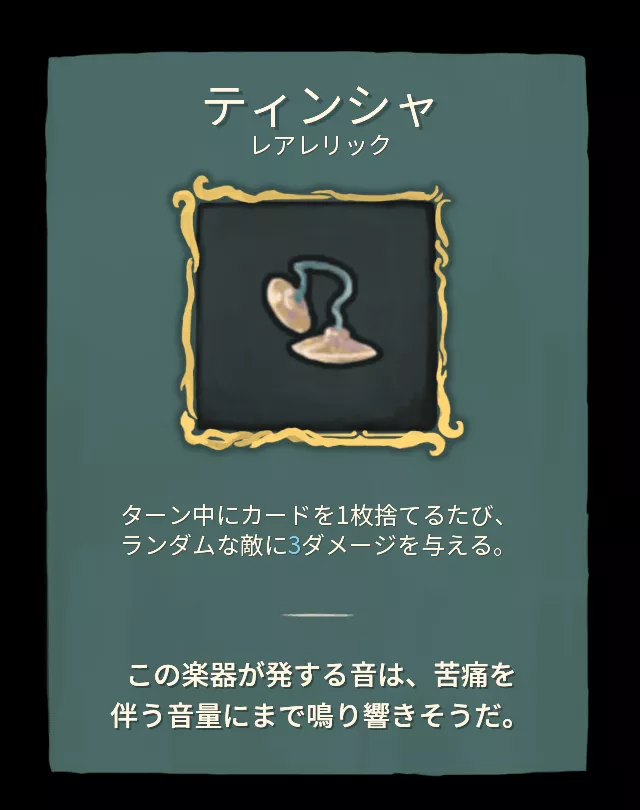 ティンシャ
レアレリック
ターン中にカードを1枚捨てるたび、
ランダムな敵に3ダメージを与える。
この楽器が発する音は、苦痛を
伴う音量にまで鳴り響きそうだ。